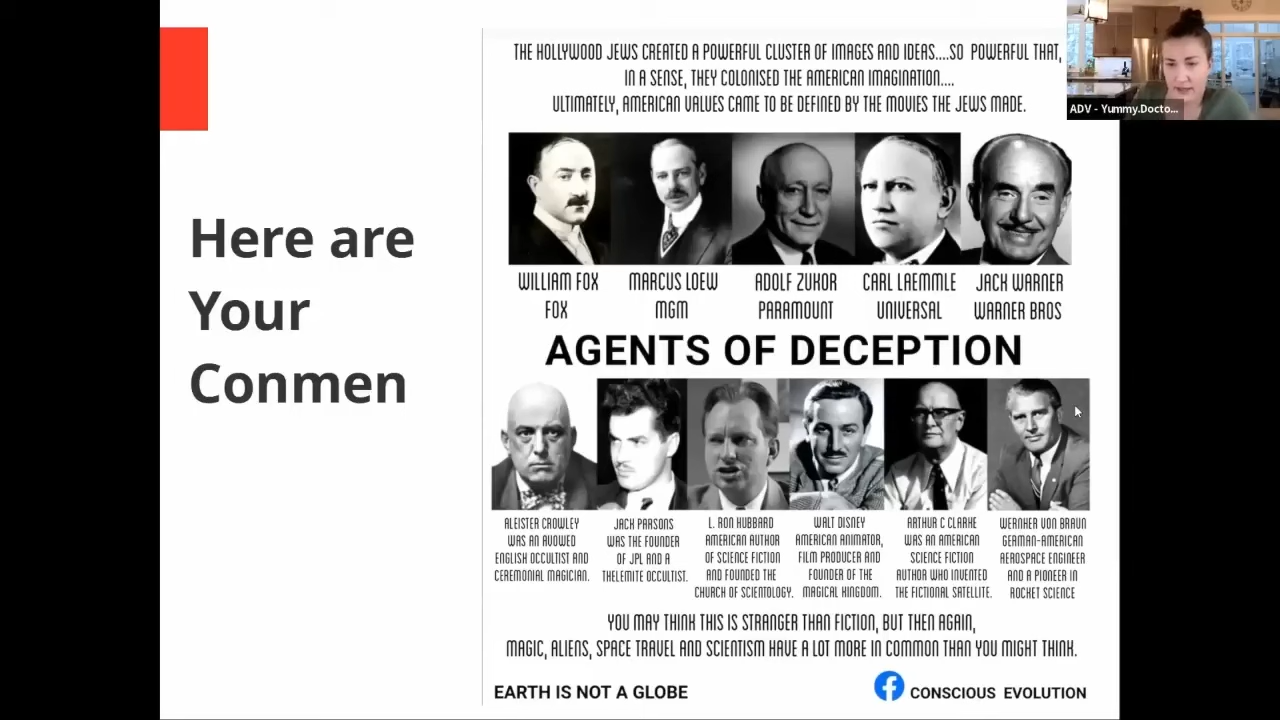 Here are
Your
Conmen
THE HOLLYWOOD JEWS CREATED A POWERFUL CLUSTER OF IMAGES AND IDEAS....SO POWERFUL THAT,
IN A SENSE, THEY COLONISED THE AMERICAN IMAGINATION....
ULTIMATELY, AMERICAN VALUES CAME TO BE DEFINED BY THE MOVIES THE JEWS MADE.
ADV - Yummy.Docto...
WILLIAM FOX
FOX
MARCUS LOEW
MGM
ADOLF ZUKOR
PARAMOUNT
CARL LAEMMLE
UNIVERSAL
JACK WARNER
WARNER BROS
AGENTS OF DECEPTION
ALEISTER CROWLEY
WAS AN AVOWED
ENGLISH OCCULTIST AND
CEREMONIAL MAGICIAN.
JACK PARSONS
WAS THE FOUNDER
OF JPL AND A
THELEMITE OCCULTIST.
L. RON HUBBARD
AMERICAN AUTHOR
OF SCIENCE FICTION
AND FOUNDED THE
CHURCH OF SCIENTOLOGY.
WALT DISNEY
AMERICAN ANIMATOR,
FILM PRODUCER AND
FOUNDER OF THE
MAGICAL KINGDOM.
ARTHUR C CLARKE
WAS AN AMERICAN
SCIENCE FICTION
AUTHOR WHO INVENTED
THE FICTIONAL SATELLITE.
WERNHER VON BRAUN
GERMAN-AMERICAN
AEROSPACE ENGINEER
AND A PIONEER IN
ROCKET SCIENCE
YOU MAY THINK THIS IS STRANGER THAN FICTION, BUT THEN AGAIN,
MAGIC, ALIENS, SPACE TRAVEL AND SCIENTISM HAVE A LOT MORE IN COMMON THAN YOU MIGHT THINK.
EARTH IS NOT A GLOBE
CONSCIOUS EVOLUTION